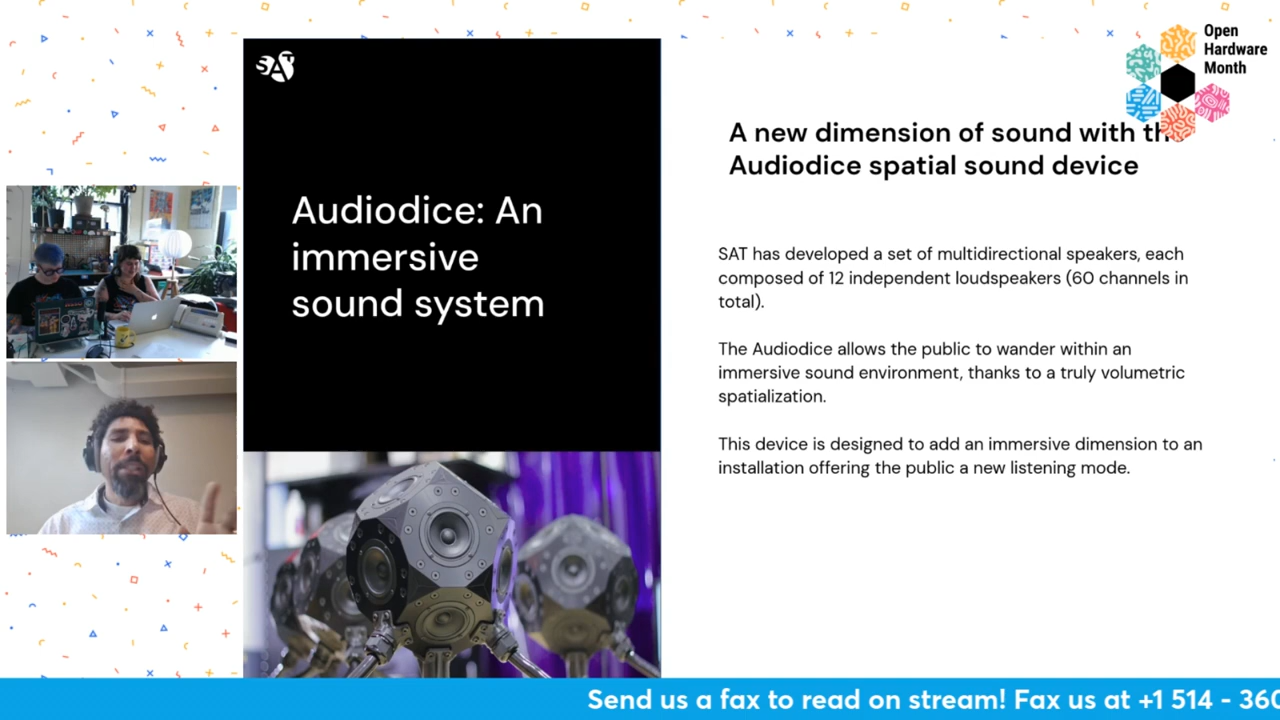 SAT
Open
Hardware
Month
A new dimension of sound with
Audiodice spatial sound device
Audiodice: An
immersive
sound system
SAT has developed a set of multidirectional speakers, each
composed of 12 independent loudspeakers (60 channels in
total).
The Audiodice allows the public to wander within an
immersive sound environment, thanks to a truly volumetric
spatialization.
This device is designed to add an immersive dimension to an
installation offering the public a new listening mode.
Send us a fax to read on stream! Fax us at +1 514 - 360